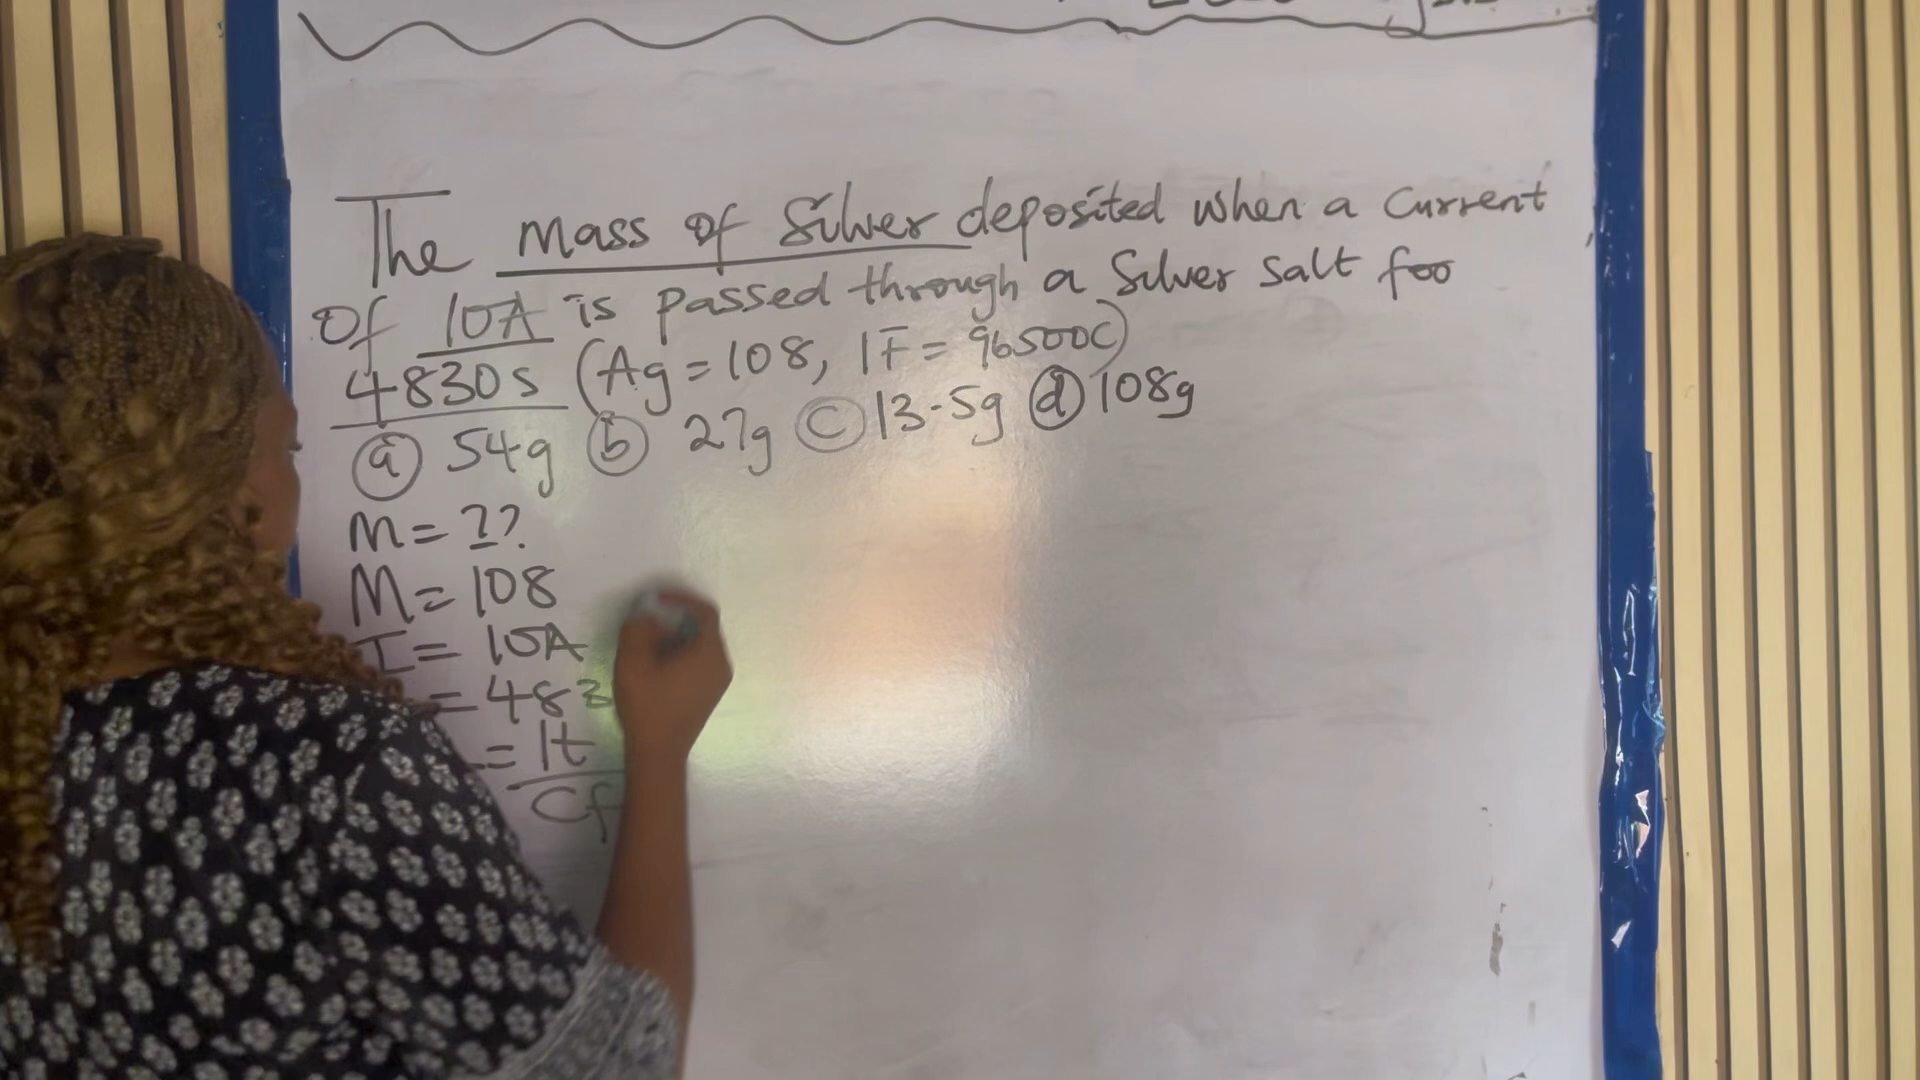 The mass of Silver deposited when a current
Of 10A is passed through a Silver salt foo
4830s (Ag = 108, 1F = 96500C)
(a) 54g (b) 27g (c) 13.5g (d) 108g
m = ??
M = 108
I = 10A
= 483
= It
CF